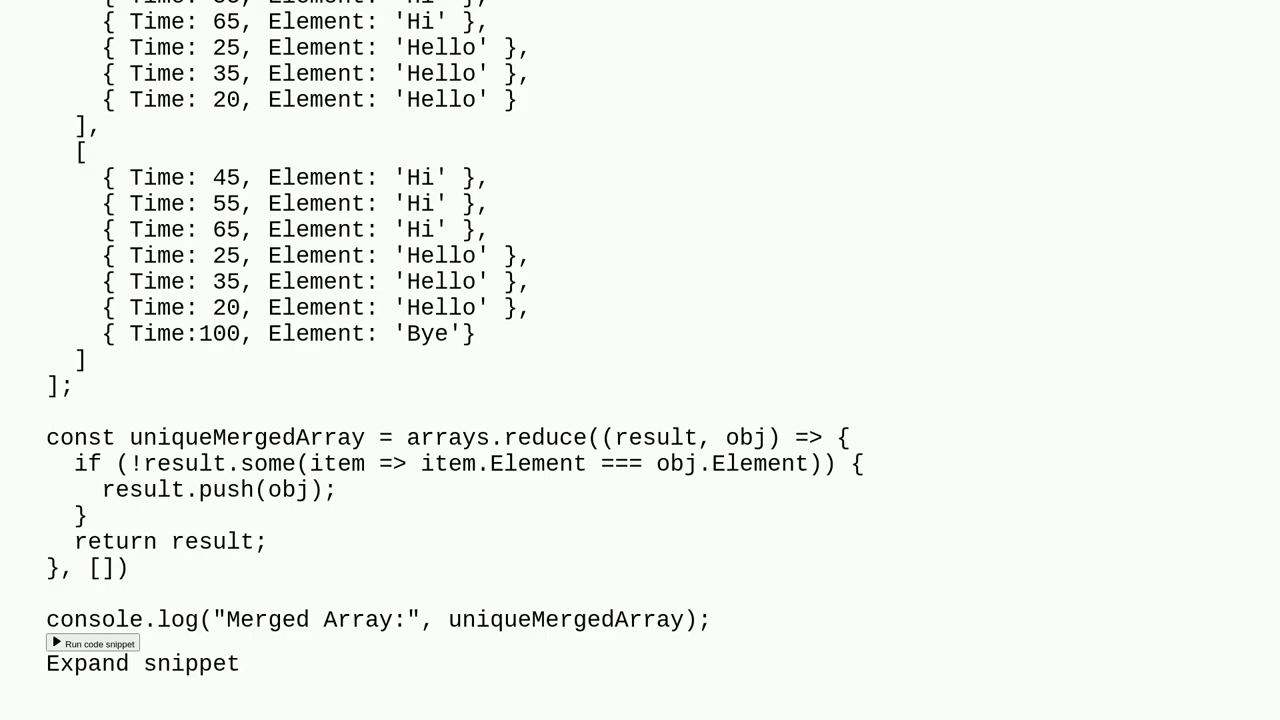 { Time: 65, Element: 'Hi' },
{ Time: 25, Element: 'Hello' },
{ Time: 35, Element: 'Hello' },
{ Time: 20, Element: 'Hello' }
],
[
{ Time: 45, Element: 'Hi' },
{ Time: 55, Element: 'Hi' },
{ Time: 65, Element: 'Hi' },
{ Time: 25, Element: 'Hello' },
{ Time: 35, Element: 'Hello' },
{ Time: 20, Element: 'Hello' },
{ Time:100, Element: 'Bye'}
]
];
const uniqueMergedArray = arrays.reduce((result, obj) => {
if (!result.some(item => item.Element === obj.Element)) {
result.push(obj);
}
return result;
}, [])
console.log("Merged Array:", uniqueMergedArray);
Run code snippet
Expand snippet